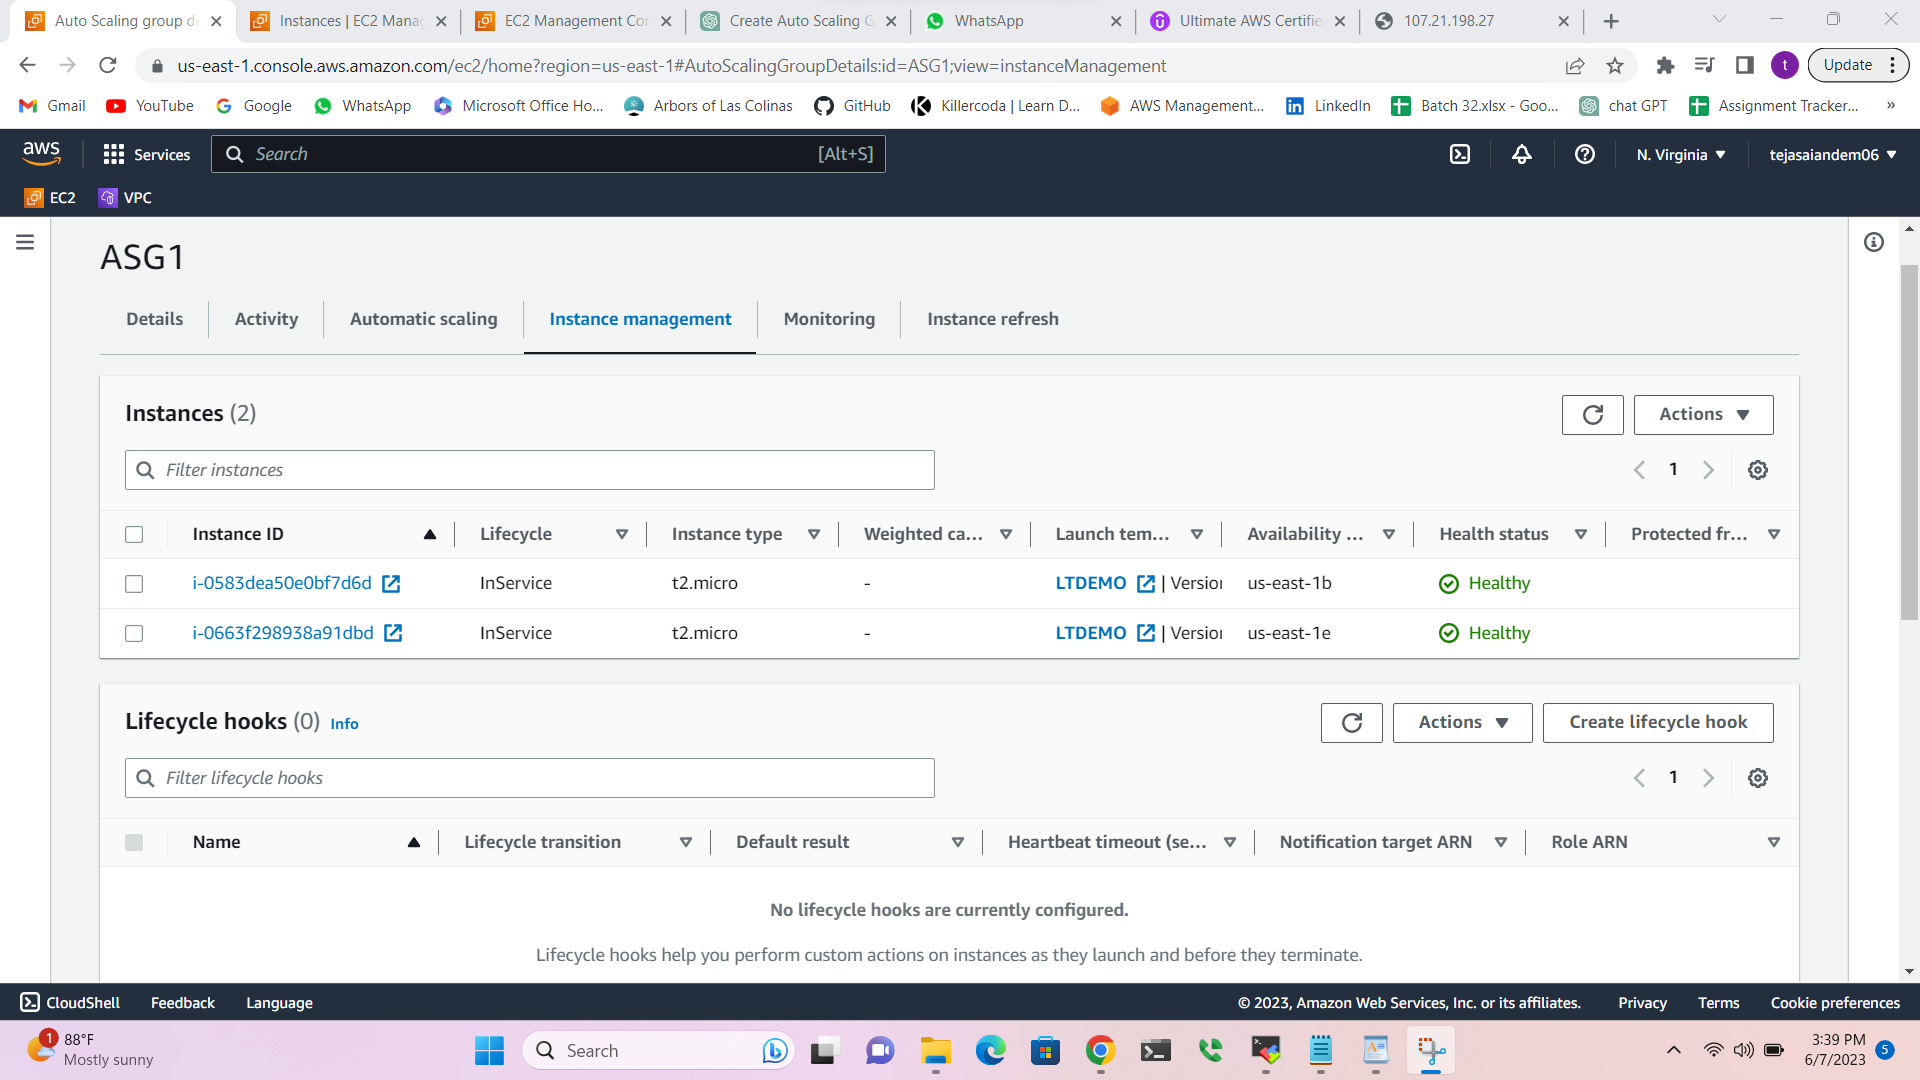 Auto Scaling group de
Instances | EC2 Manag
EC2 Management Con
Create Auto Scaling G
WhatsApp
Ultimate AWS Certifie
107.21.198.27
us-east-1.console.aws.amazon.com/ec2/home?region=us-east-1#AutoScalingGroupDetails:id=ASG1;view=instanceManagement
t
Update
Gmail
YouTube
Google
WhatsApp
Microsoft Office Ho...
Arbors of Las Colinas
GitHub
Killercoda | Learn D...
AWS Management...
LinkedIn
Batch 32.xlsx - Goo...
chat GPT
Assignment Tracker...
»
aws
Services
Search
[Alt+S]
N. Virginia
tejasaiandem06
EC2
VPC
ASG1
Details
Activity
Automatic scaling
Instance management
Monitoring
Instance refresh
Instances (2)
Actions
Filter instances
1
Instance ID
Lifecycle
Instance type
Weighted ca...
Launch tem...
Availability ...
Health status
Protected fr...
i-0583dea50e0bf7d6d InService t2.micro - LTDEMO | Version us-east-1b Healthy
i-0663f298938a91dbd InService t2.micro - LTDEMO | Version us-east-1e Healthy
Lifecycle hooks (0) Info
Actions
Create lifecycle hook
Filter lifecycle hooks
1
Name
Lifecycle transition
Default result
Heartbeat timeout (se...
Notification target ARN
Role ARN
No lifecycle hooks are currently configured.
Lifecycle hooks help you perform custom actions on instances as they launch and before they terminate.
CloudShell
Feedback
Language
© 2023, Amazon Web Services, Inc. or its affiliates.
Privacy
Terms
Cookie preferences
1
88°F
Mostly sunny
Search
3:39 PM
6/7/2023
5